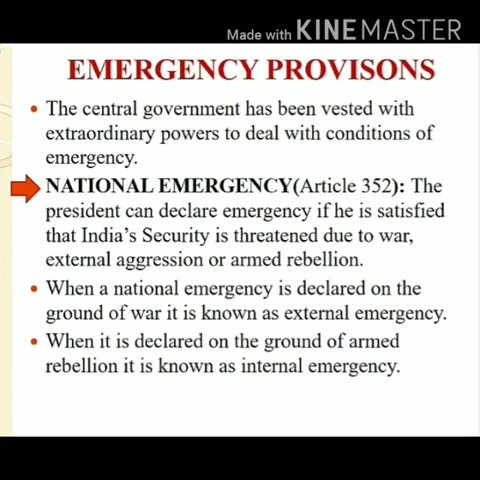 Made with KINEMASTER
EMERGENCY PROVISONS
• The central government has been vested with
extraordinary powers to deal with conditions of
emergency.
NATIONAL EMERGENCY(Article 352): The
president can declare emergency if he is satisfied
that India's Security is threatened due to war,
external aggression or armed rebellion.
• When a national emergency is declared on the
ground of war it is known as external emergency.
• When it is declared on the ground of armed
rebellion it is known as internal emergency.